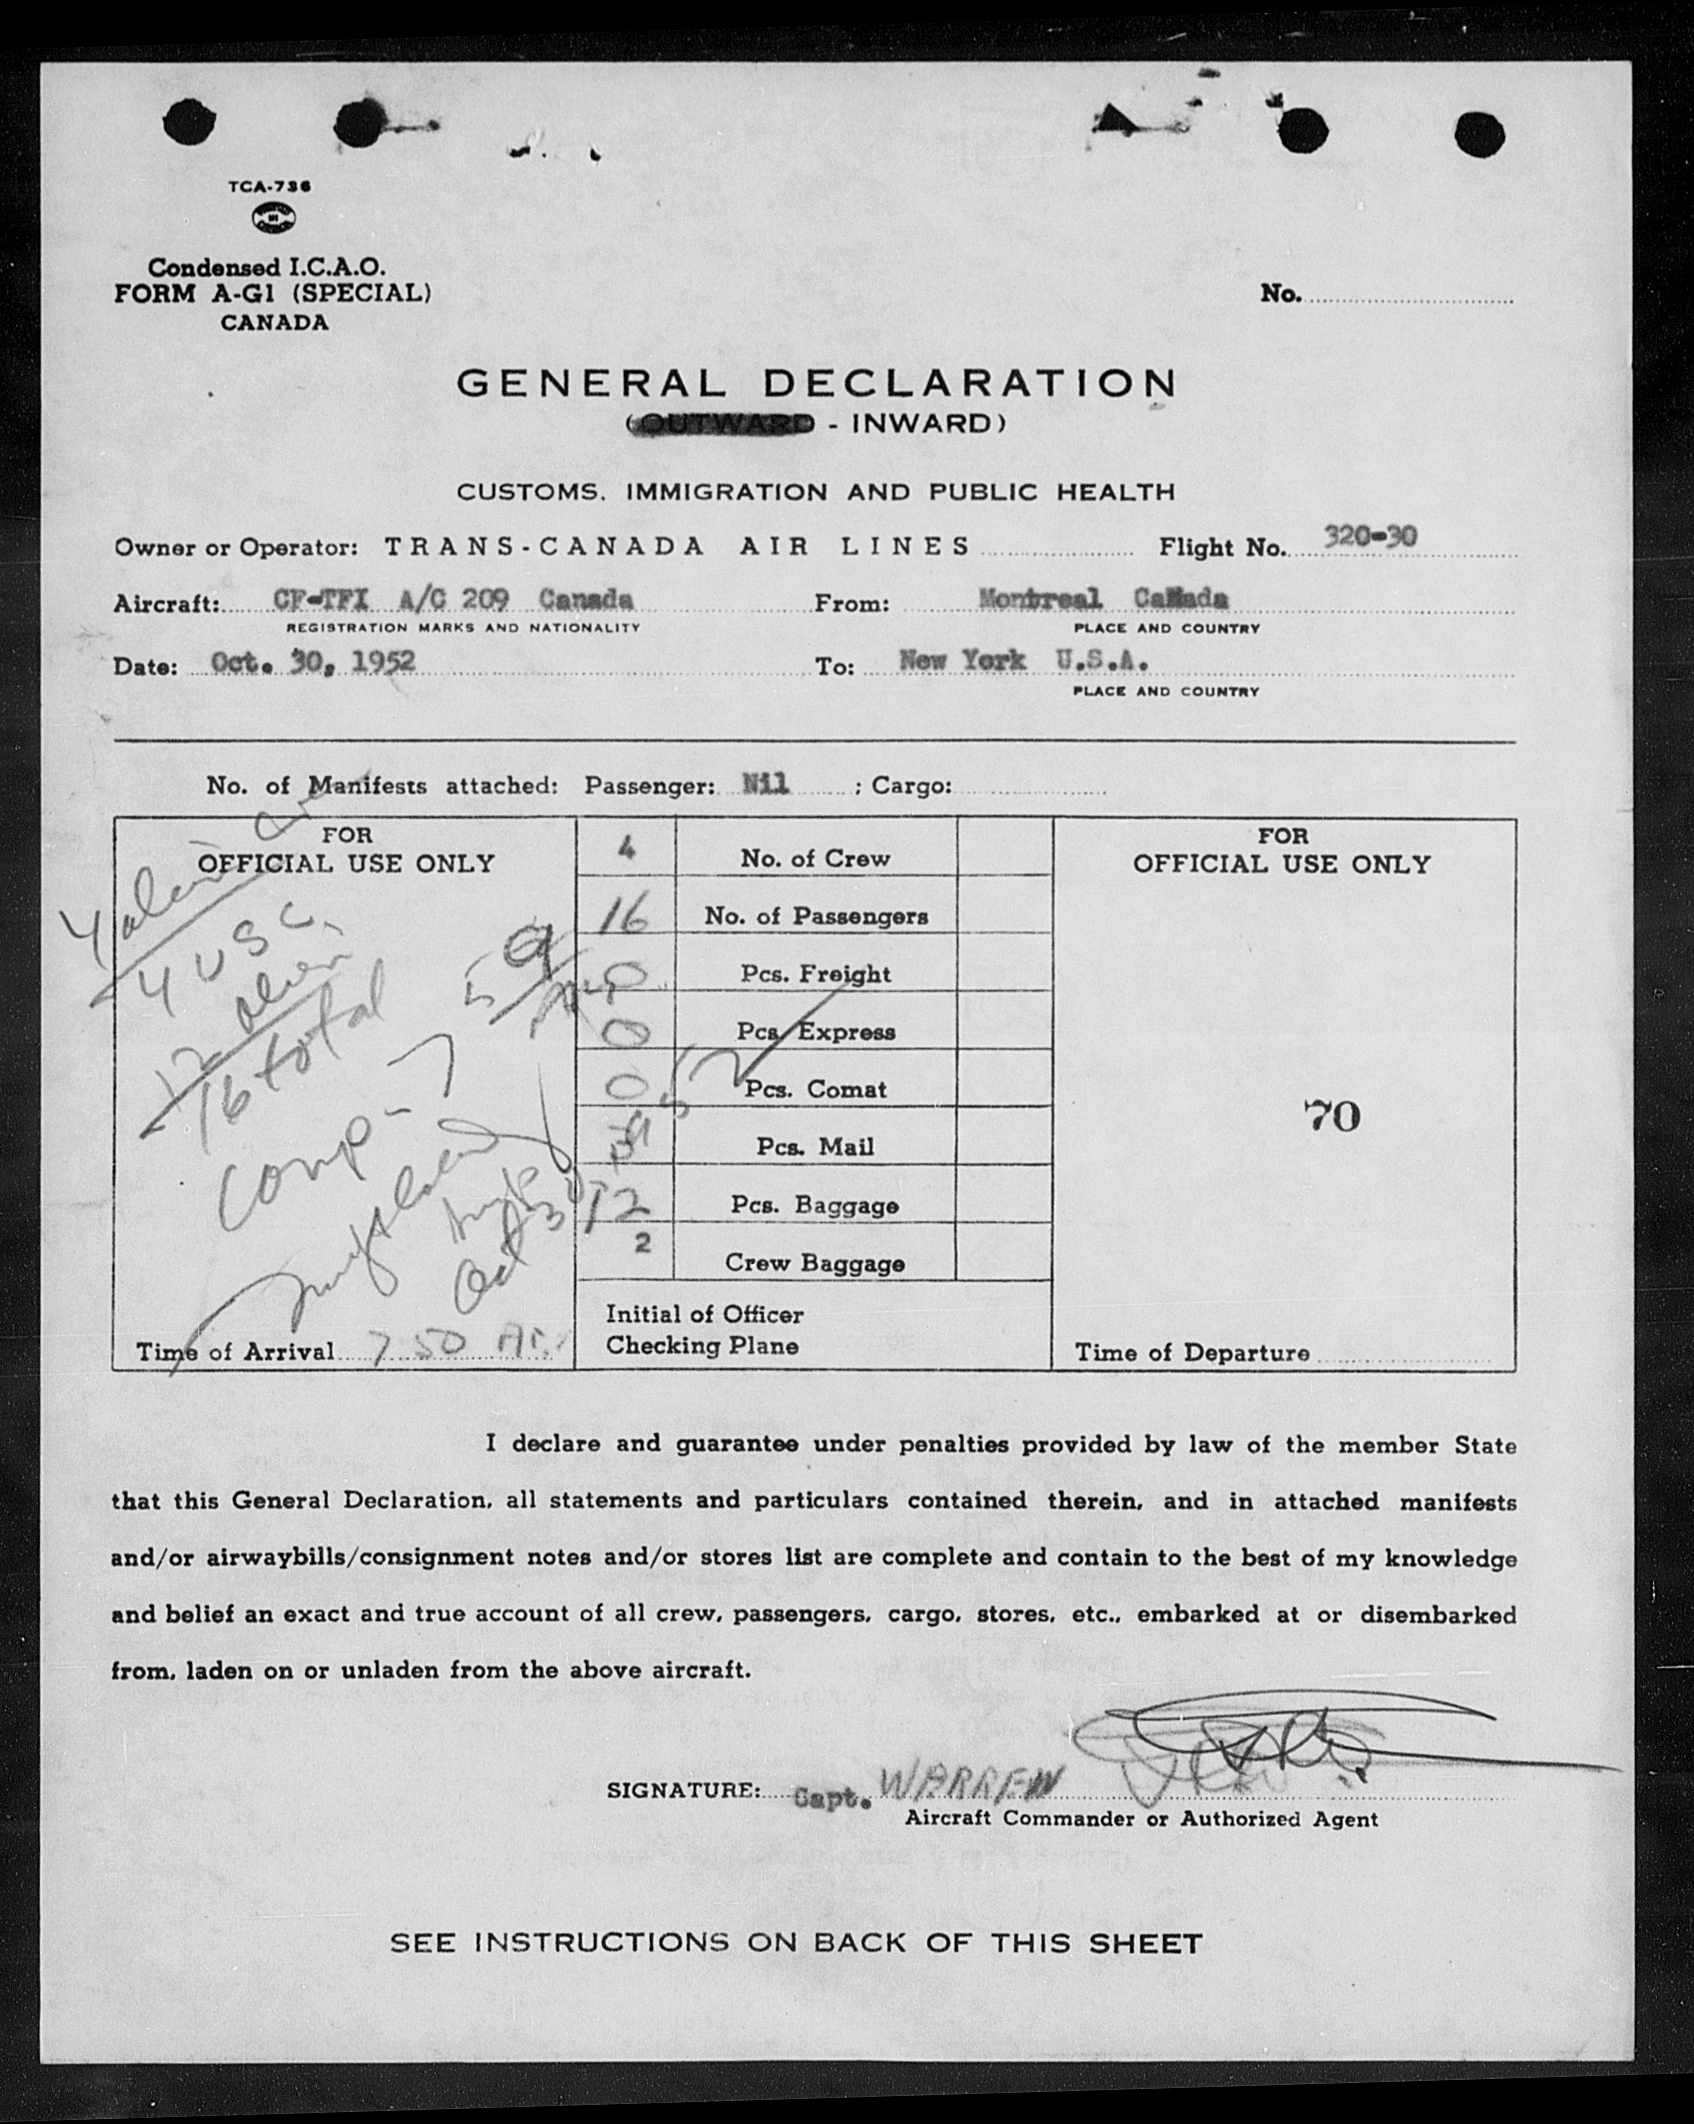 TCA-736
Condensed I.C.A.O.
FORM A-G1 (SPECIAL)
CANADA
No.
GENERAL DECLARATION
(OUTWARD - INWARD)
CUSTOMS, IMMIGRATION AND PUBLIC HEALTH
Owner or Operator: TRANS-CANADA AIR LINES Flight No. 320-30
Aircraft: CF-TFI A/C 209 Canada From: Montreal Canada
REGISTRATION MARKS AND NATIONALITY PLACE AND COUNTRY
Date: Oct. 30, 1952 To: New York U.S.A.
PLACE AND COUNTRY
No. of Manifests attached: Passenger: Nil ; Cargo:
FOR
OFFICIAL USE ONLY
4 alien
4 USC
12 alien
16 total
Comp -
Oct 30
Time of Arrival 7 50 A
4 No. of Crew
16 No. of Passengers
0 Pcs. Freight
0 Pcs. Express
0 Pcs. Comat
Pcs. Mail
12 Pcs. Baggage
2 Crew Baggage
Initial of Officer
Checking Plane
FOR
OFFICIAL USE ONLY
70
Time of Departure
I declare and guarantee under penalties provided by law of the member State
that this General Declaration, all statements and particulars contained therein, and in attached manifests
and/or airwaybills/consignment notes and/or stores list are complete and contain to the best of my knowledge
and belief an exact and true account of all crew, passengers, cargo, stores, etc., embarked at or disembarked
from, laden on or unladen from the above aircraft.
SIGNATURE: Capt. WARREN
Aircraft Commander or Authorized Agent
SEE INSTRUCTIONS ON BACK OF THIS SHEET